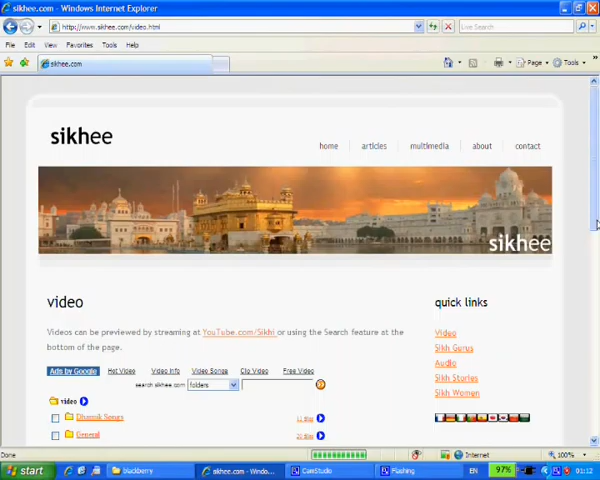 sikhee.com - Windows Internet Explorer
http://www.sikhee.com/video.html
Live Search
File Edit View Favorites Tools Help
sikhee.com
Page Tools
sikhee
home articles multimedia about contact
sikhee
video
quick links
Videos can be previewed by streaming at YouTube.com/Sikhi or using the Search feature at the
bottom of the page.
Video
Sikh Gurus
Audio
Sikh Stories
Sikh Women
Ads by Google Hot Video Video Info Video Songs Clip Video Free Video
search sikhee.com folders
video
Dharmik Songs 11 files
General 20 files
Done Internet 100%
start blackberry sikhee.com - Windo... CamStudio Flashing EN 97% 01:12